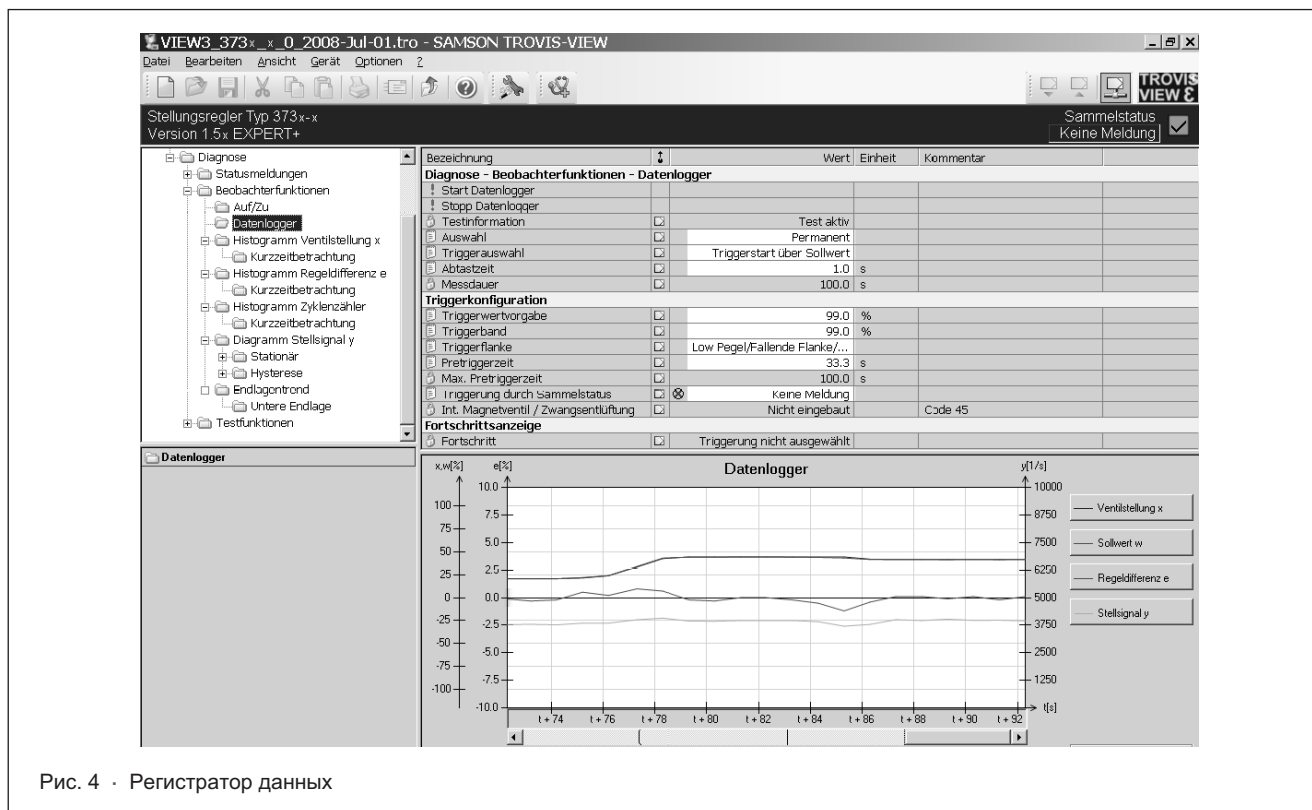 VIEW3_373x_x_0_2008-Jul-01.tro - SAMSON TROVIS-VIEW
Datei Bearbeiten Ansicht Gerät Optionen ?
TROVIS
VIEW 3
Stellungsregler Typ 373x-x
Version 1.5x EXPERT+
Sammelstatus
Keine Meldung
Diagnose
Statusmeldungen
Beobachterfunktionen
Auf/Zu
Datenlogger
Histogramm Ventilstellung x
Kurzzeitbetrachtung
Histogramm Regeldifferenz e
Kurzzeitbetrachtung
Histogramm Zyklenzähler
Kurzzeitbetrachtung
Diagramm Stellsignal y
Stationär
Hysterese
Endlagentrend
Untere Endlage
Testfunktionen
Datenlogger
Bezeichnung Wert Einheit Kommentar
Diagnose - Beobachterfunktionen - Datenlogger
! Start Datenlogger
! Stopp Datenlogger
Testinformation Test aktiv
Auswahl Permanent
Triggerauswahl Triggerstart über Sollwert
Abtastzeit 1.0 s
Messdauer 100.0 s
Triggerkonfiguration
Triggerwertvorgabe 99.0 %
Triggerband 99.0 %
Triggerflanke Low Pegel/Fallende Flanke/...
Pretriggerzeit 33.3 s
Max. Pretriggerzeit 100.0 s
Triggerung durch Sammelstatus Keine Meldung
Int. Magnetventil / Zwangsentlüftung Nicht eingebaut Code 45
Fortschrittsanzeige
Fortschritt Triggerung nicht ausgewählt
x,w[%] e[%] Datenlogger y[1/s]
10.0 10000
100 7.5 8750
75
50 5.0 7500
25 2.5 6250
0 0.0 5000
-25 -2.5 3750
-50 -5.0 2500
-75 -7.5 1250
-100
-10.0 t[s]
t + 74 t + 76 t + 78 t + 80 t + 82 t + 84 t + 86 t + 88 t + 90 t + 92
Ventilstellung x
Sollwert w
Regeldifferenz e
Stellsignal y
Рис. 4 · Регистратор данных